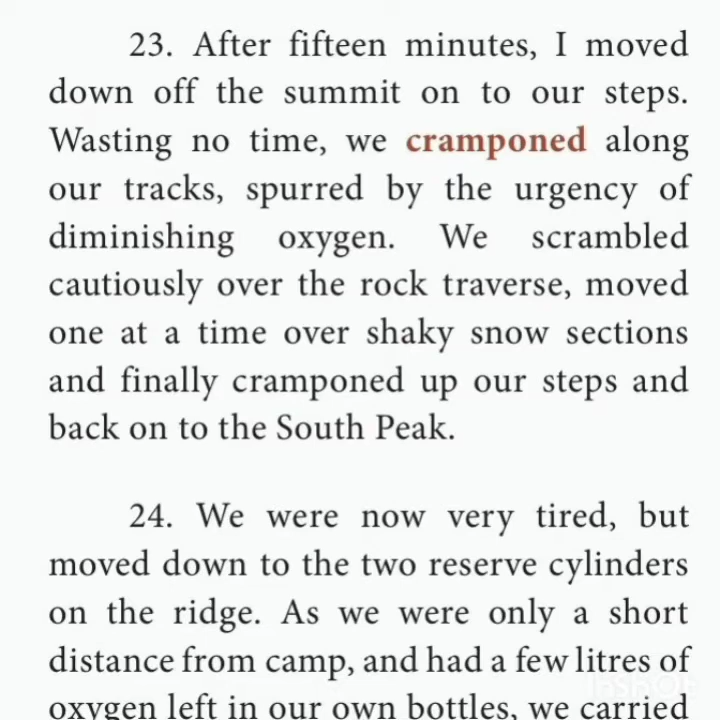 23. After fifteen minutes, I moved
down off the summit on to our steps.
Wasting no time, we cramponed along
our tracks, spurred by the urgency of
diminishing oxygen. We scrambled
cautiously over the rock traverse, moved
one at a time over shaky snow sections
and finally cramponed up our steps and
back on to the South Peak.
24. We were now very tired, but
moved down to the two reserve cylinders
on the ridge. As we were only a short
distance from camp, and had a few litres of
oxygen left in our own bottles, we carried